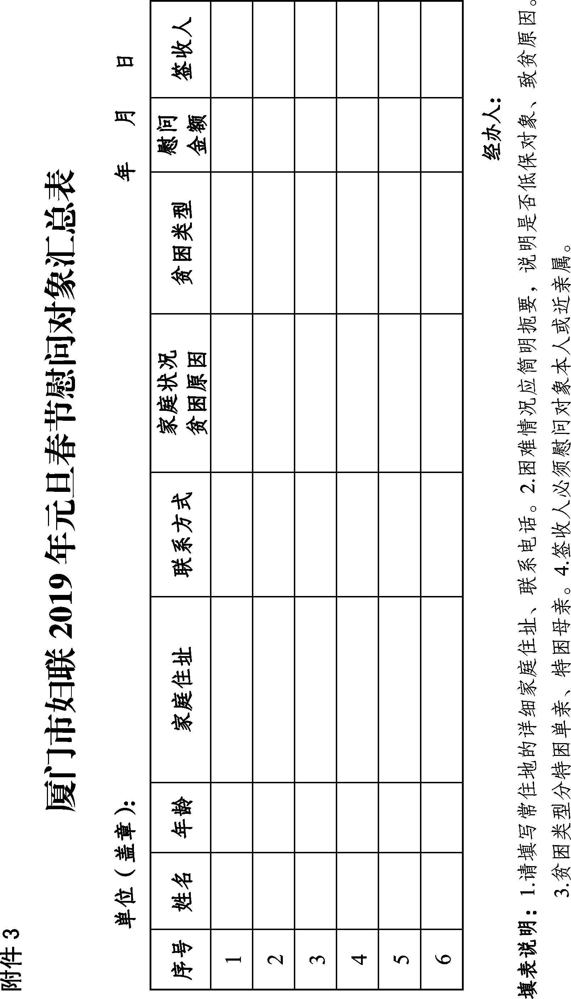 附件 3
厦门市妇联 2019 年元旦春节慰问对象汇总表
单位（盖章）： 年 月 日
序号 姓名 年龄 家庭住址 联系方式 家庭状况贫困原因 贫困类型 慰问金额 签收人
1
2
3
4
5
6
经办人：
填表说明：1.请填写常住地的详细家庭住址、联系电话。2.困难情况应简明扼要，说明是否低保对象、致贫原因。
3.贫困类型分特困单亲、特困母亲。4.签收人必须慰问对象本人或近亲属。